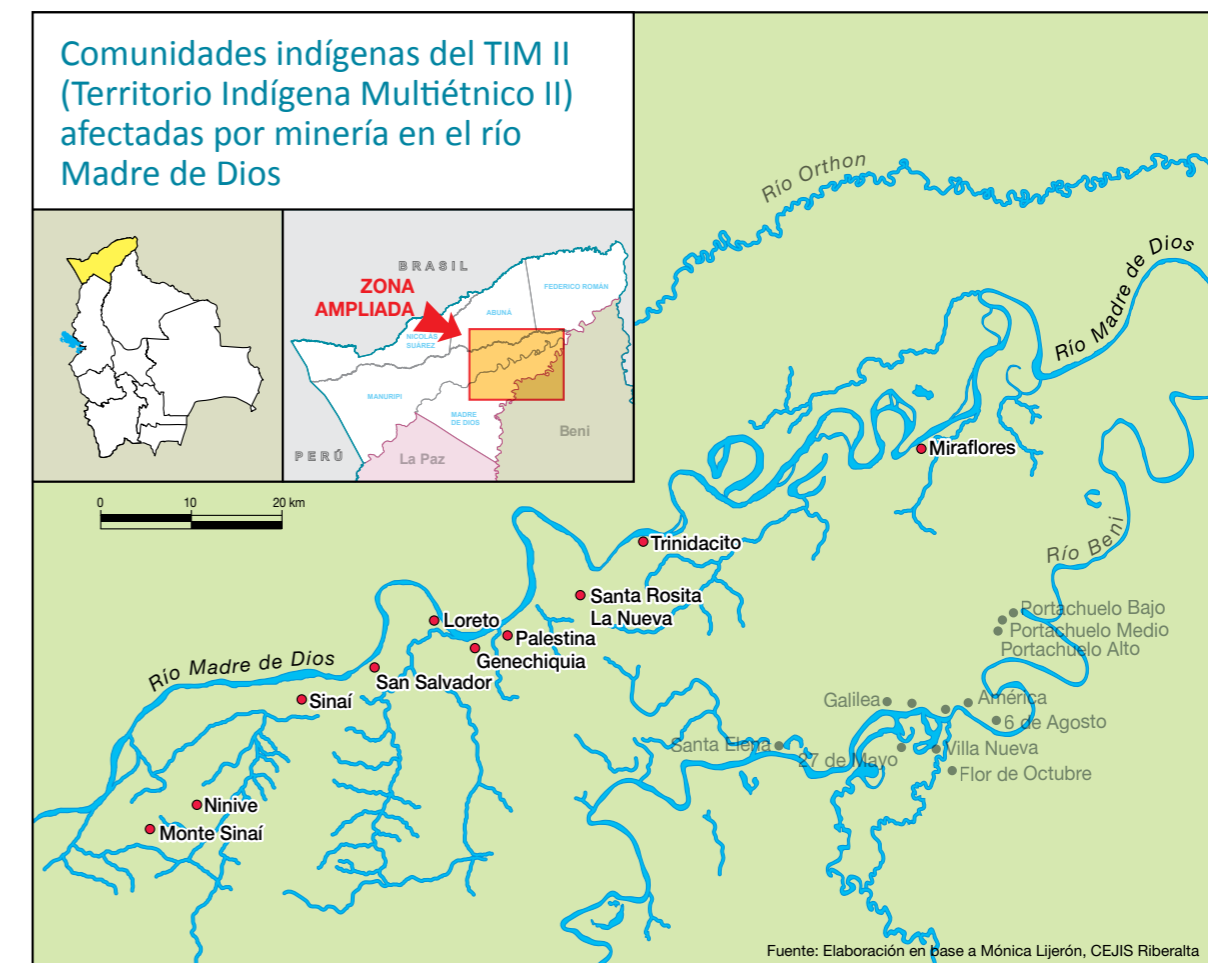 Comunidades indígenas del TIM II
(Territorio Indígena Multiétnico II)
afectadas por minería en el río
Madre de Dios
BRASIL
ZONA
AMPLIADA
FEDERICO ROMÁN
ABUNÁ
NICOLÁS
SUÁREZ
MANURIPI
MADRE
DE DIOS
Beni
PERÚ
La Paz
0 10 20 km
Río Orthon
Río Madre de Dios
Miraflores
Río Beni
Trinidacito
Santa Rosita
La Nueva
Portachuelo Bajo
Portachuelo Medio
Portachuelo Alto
Loreto
Palestina
Genechiquia
Río Madre de Dios
San Salvador
Sinaí
Galilea
América
6 de Agosto
Santa Elena
27 de Mayo
Villa Nueva
Flor de Octubre
Ninive
Monte Sinaí
Fuente: Elaboración en base a Mónica Lijerón, CEJIS Riberalta